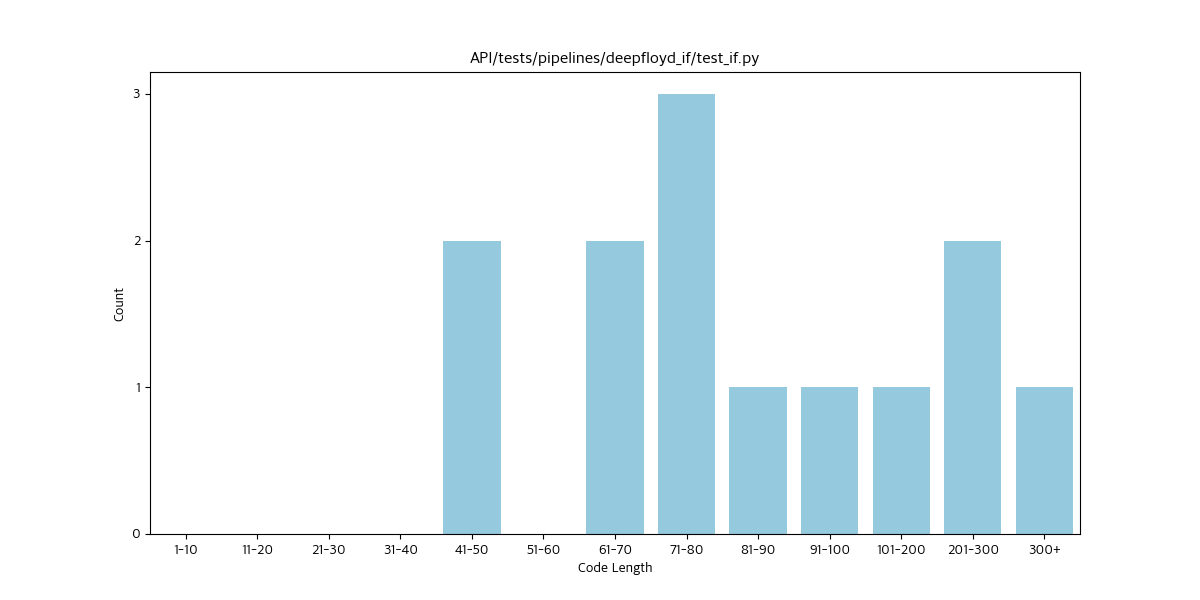 API/tests/pipelines/deepfloyd_if/test_if.py
3
2
1
0
Count
1-10 11-20 21-30 31-40 41-50 51-60 61-70 71-80 81-90 91-100 101-200 201-300 300+
Code Length